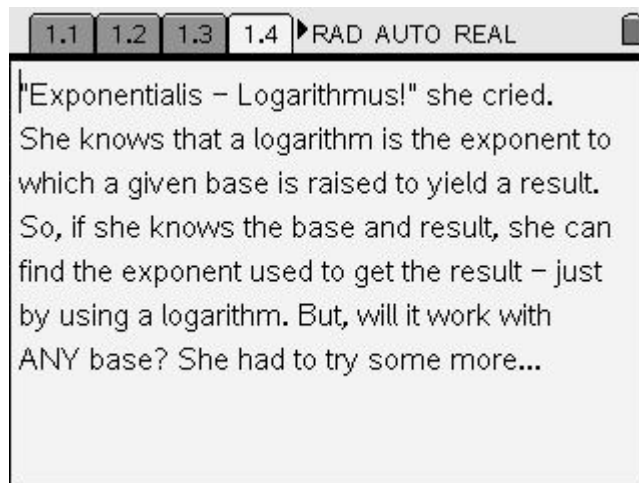 1.1 1.2 1.3 1.4 RAD AUTO REAL
"Exponentialis – Logarithmus!" she cried.
She knows that a logarithm is the exponent to
which a given base is raised to yield a result.
So, if she knows the base and result, she can
find the exponent used to get the result – just
by using a logarithm. But, will it work with
ANY base? She had to try some more...